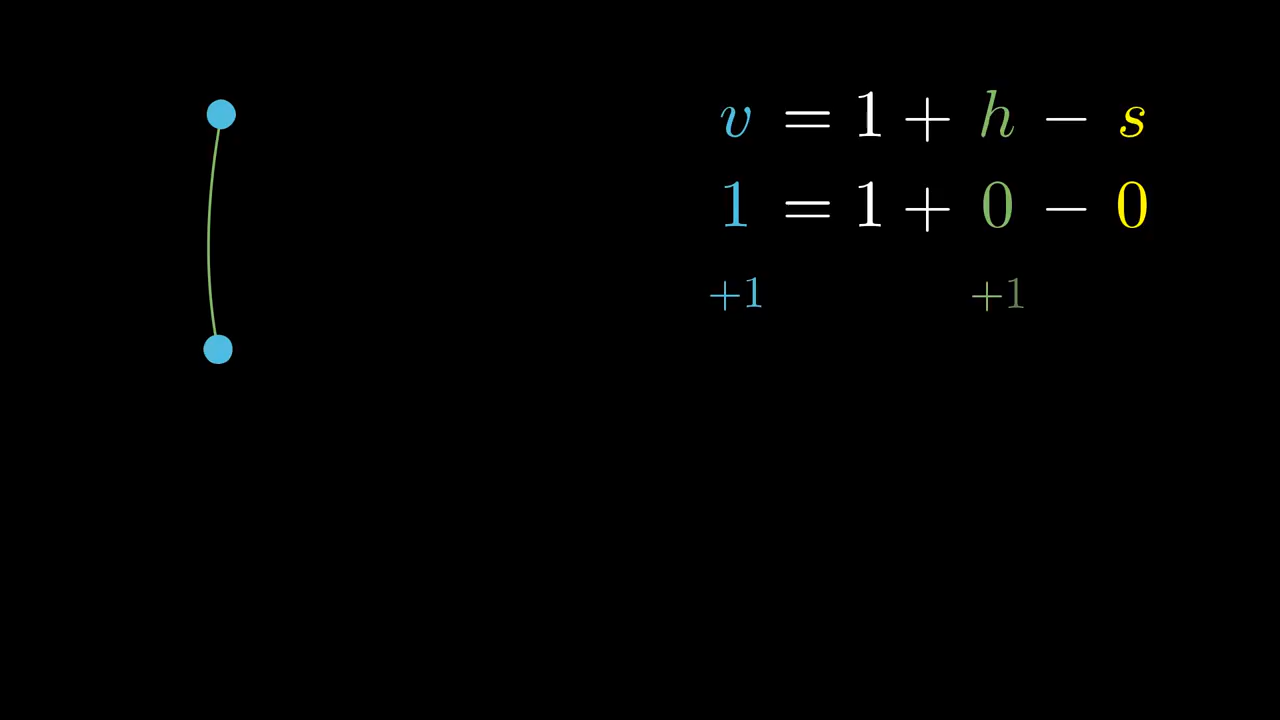 v = 1 + h − s
1 = 1 + 0 − 0
+1 +1